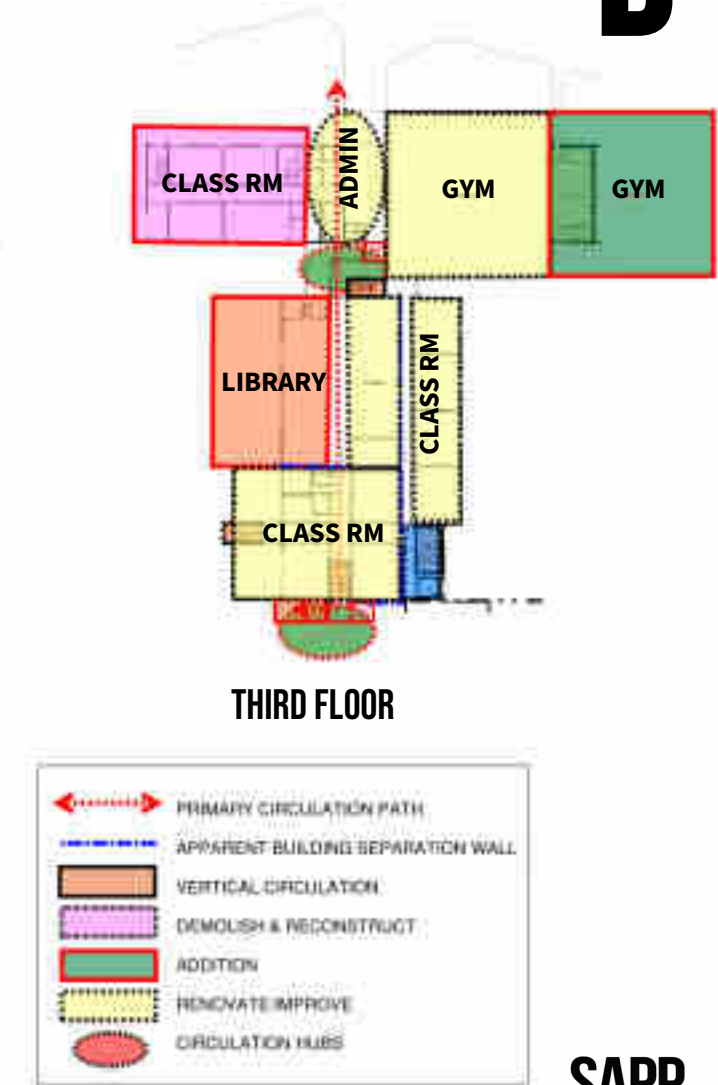 B
CLASS RM
ADMIN
GYM
GYM
LIBRARY
CLASS RM
CLASS RM
THIRD FLOOR
PRIMARY CIRCULATION PATH
APPARENT BUILDING SEPARATION WALL
VERTICAL CIRCULATION
DEMOLISH & RECONSTRUCT
ADDITION
RENOVATE/IMPROVE
CIRCULATION HUBS
SAPP